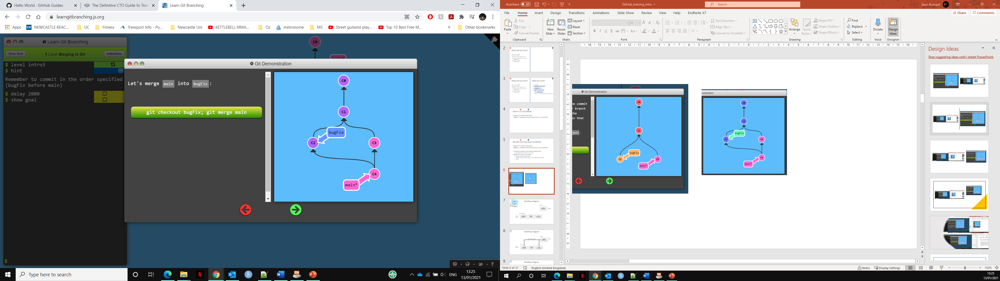 Hello World · GitHub Guides
The Definitive CTO Guide to Train
Learn Git Branching
learngitbranching.js.org
Apps
NEWCASTLE BEAC...
UC
Fitness
Transport Info - Pu...
Newcastle Uni
KETTLEBELL MMA...
Oz
metronome
MS
Street guitarist play...
Top 10 Best Free M...
»
Other bookmarks
Learn Git Branching
Show Goal
Level Merging in Git
Instructions
$ level intro3
$ hint
Remember to commit in the order specified
(bugFix before main)
$ delay 2000
$ show goal
$
C0
Git Demonstration
Let's merge main into bugFix:
git checkout bugFix; git merge main
C0
C1
bugFix
C2
C3
C4
main*
Type here to search
ENG
13:25
13/01/2021
AutoSave Off
GitHub_training_intro
Search
Sean Burnard
File
Home
Insert
Design
Transitions
Animations
Slide Show
Review
View
Help
EndNote X7
Share
Comments
Paste
Cut
Copy
Format Painter
Clipboard
New Slide
Reuse Slides
Layout
Reset
Section
Slides
44
Font
Text Direction
Align Text
Convert to SmartArt
Paragraph
Arrange
Quick Styles
Shape Fill
Shape Outline
Shape Effects
Drawing
Find
Replace
Select
Editing
Dictate
Voice
Design Ideas
Designer
2
What will we cover?
3
What will we cover?
What we need?
4
What is Git and GitHub
5
Benefits (and examples) of GitHub!
6
7
Workflow Diagram
8
Workflow Diagram
9
Workflow Diagram
Git Demonstration
he commit
r branch
the
ix that
main.
C0
C1
bugFix
C2
C3
main*
onstration
C0
C1
bugFix
C2
C3
C4
main*
Design Ideas
Stop suggesting ideas until I restart PowerPoint.
Slide 6 of 21
English (United Kingdom)
Notes
Display Settings
102%
13:25
13/01/2021